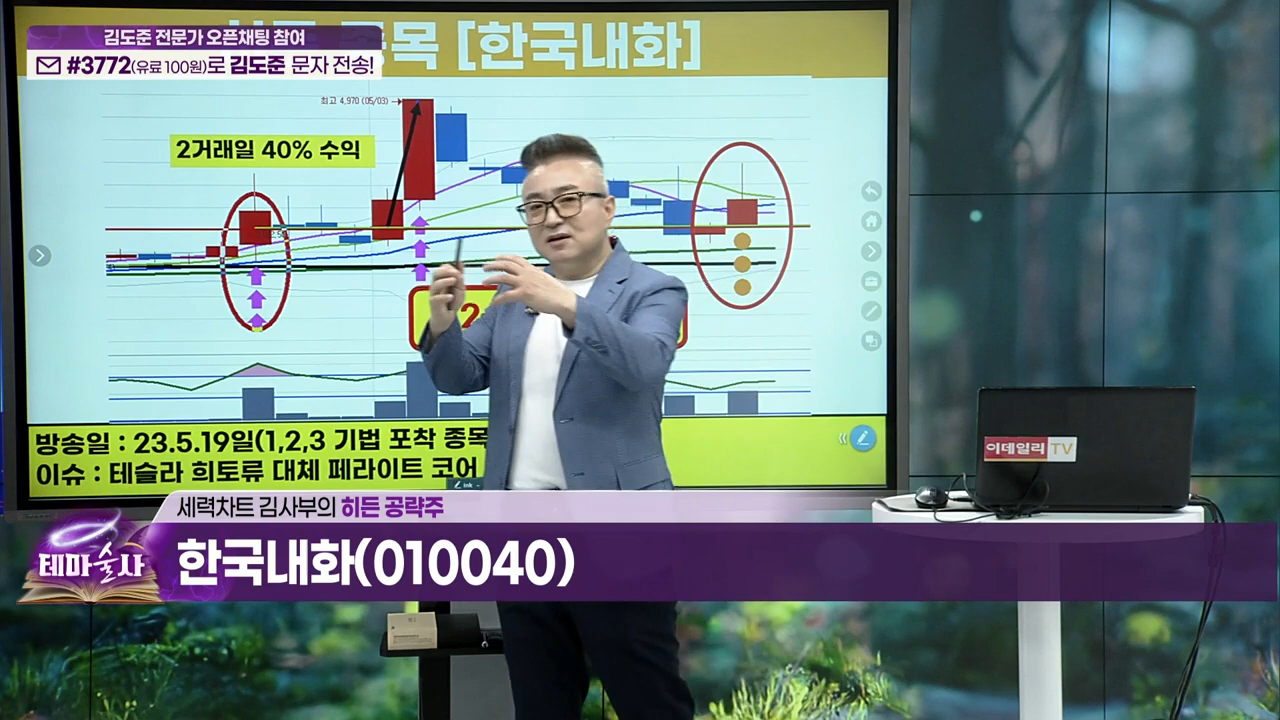 김도준 전문가 오픈채팅 참여
#3772(유료 100원)로 김도준 문자 전송!
종목 [한국내화]
최고 4,970 (05/03)
2거래일 40% 수익
2
방송일 : 23.5.19일(1,2,3 기법 포착 종목
이슈 : 테슬라 희토류 대체 페라이트 코어
Ink
이데일리 TV
세력차트 김사부의 히든 공략주
테마술사
한국내화(010040)